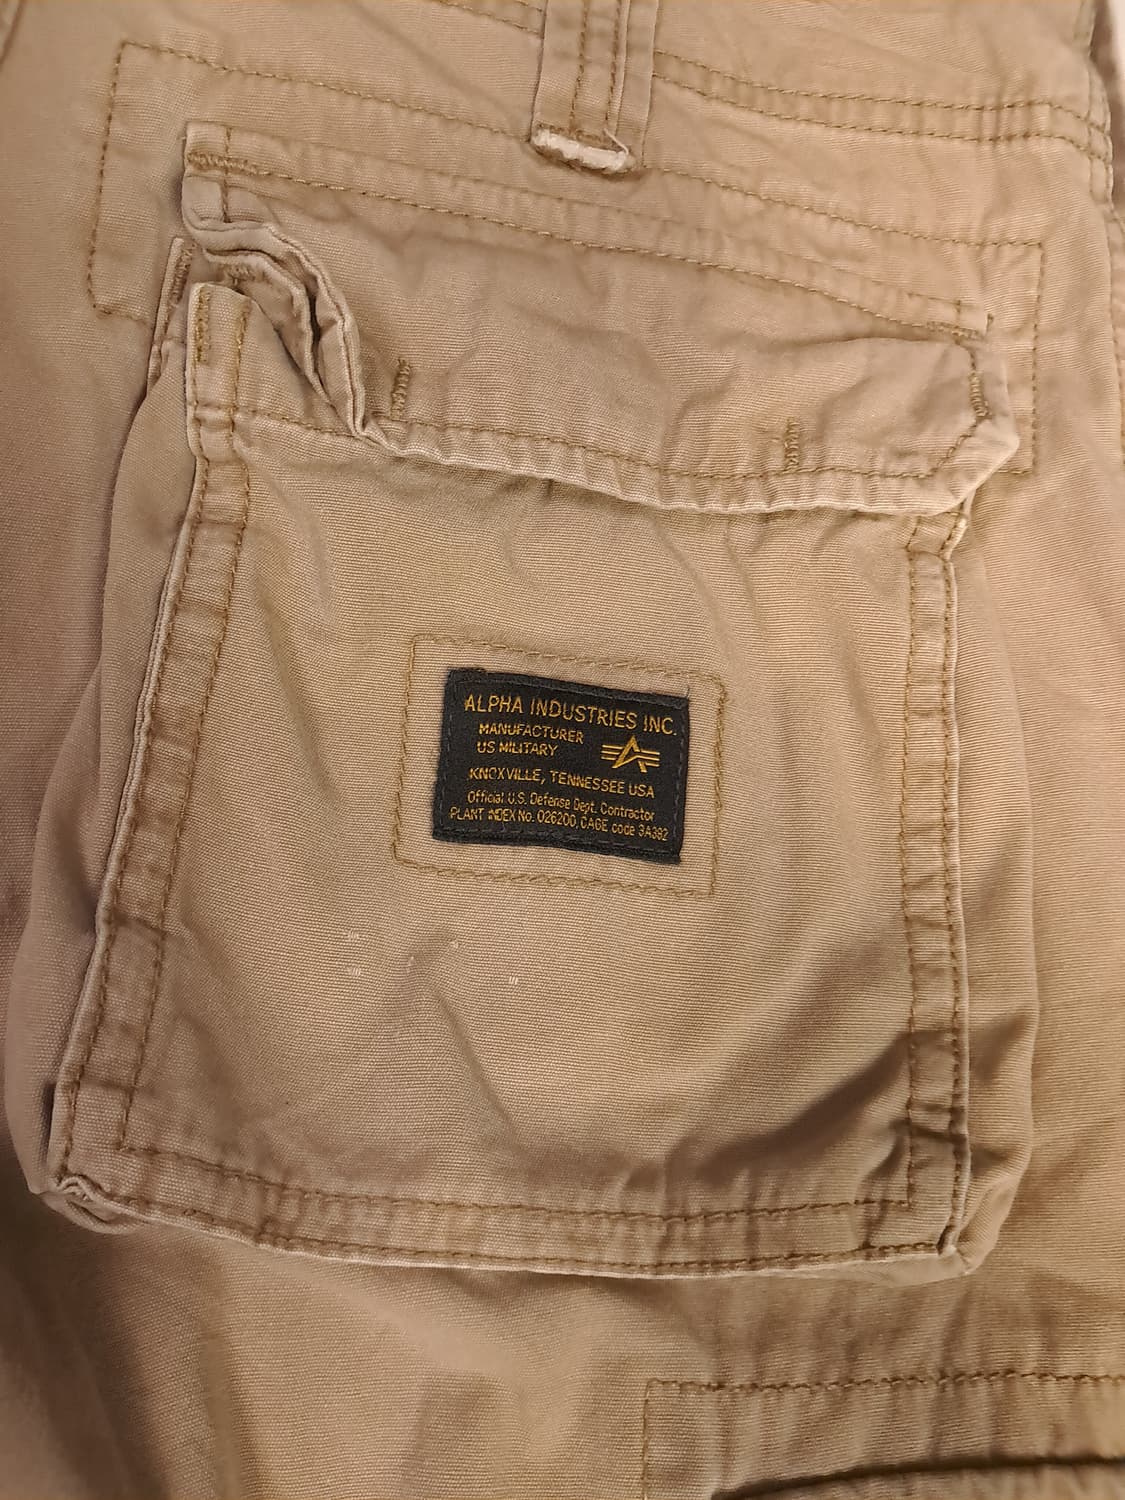 ALPHA INDUSTRIES INC.
MANUFACTURER
US MILITARY
KNOXVILLE, TENNESSEE USA
Official U.S. Defense Dept. Contractor
PLANT INDEX No. 026200, CAGE code 3A392